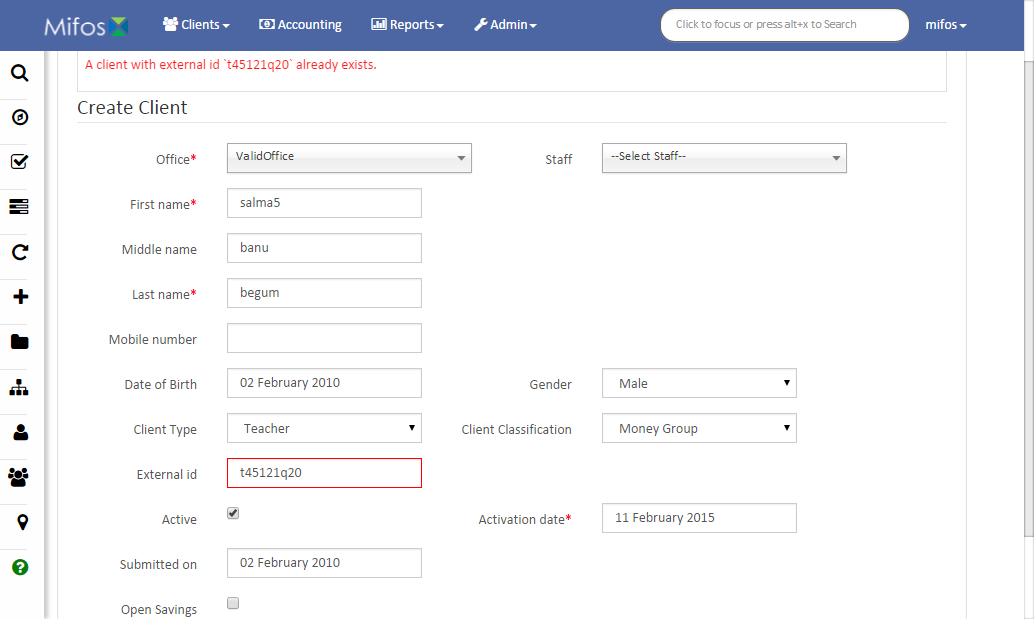 Mifos Clients Accounting Reports Admin Click to focus or press alt+x to Search mifos
A client with external id `t45121q20` already exists.
Create Client
Office* ValidOffice Staff --Select Staff--
First name* salma5
Middle name banu
Last name* begum
Mobile number
Date of Birth 02 February 2010 Gender Male
Client Type Teacher Client Classification Money Group
External id t45121q20
Active Activation date* 11 February 2015
Submitted on 02 February 2010
Open Savings